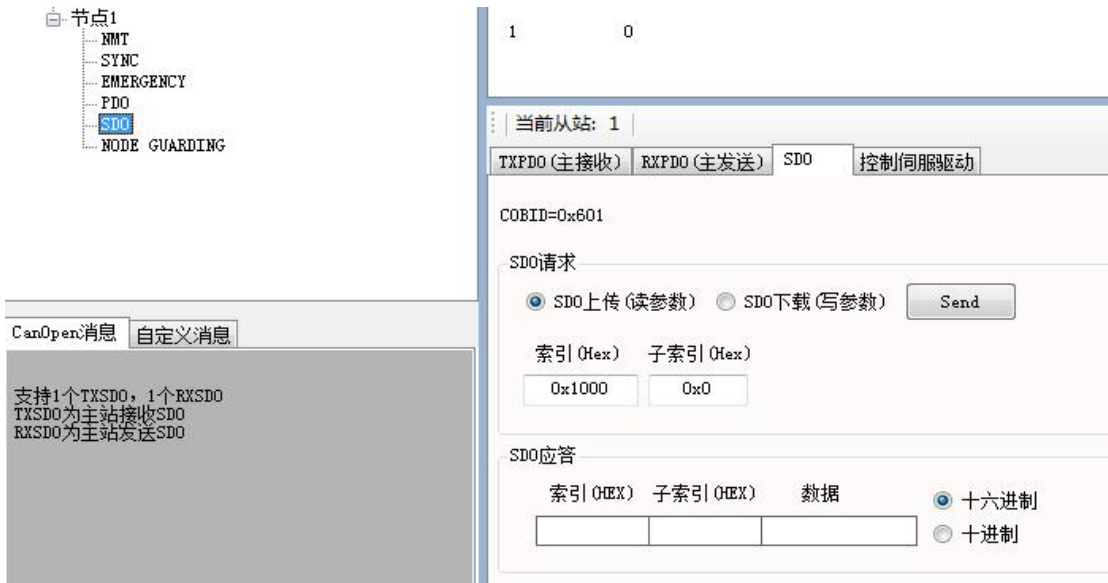 节点1
NMT
SYNC
EMERGENCY
PDO
SDO
NODE GUARDING
CanOpen消息 自定义消息
支持1个TXSDO，1个RXSDO
TXSDO为主站接收SDO
RXSDO为主站发送SDO
1 0
当前从站: 1
TXPDO(主接收) RXPDO(主发送) SDO 控制伺服驱动
COBID=0x601
SDO请求
SDO上传(读参数) SDO下载(写参数) Send
索引(Hex) 子索引(Hex)
0x1000 0x0
SDO应答
索引(HEX) 子索引(HEX) 数据
十六进制
十进制